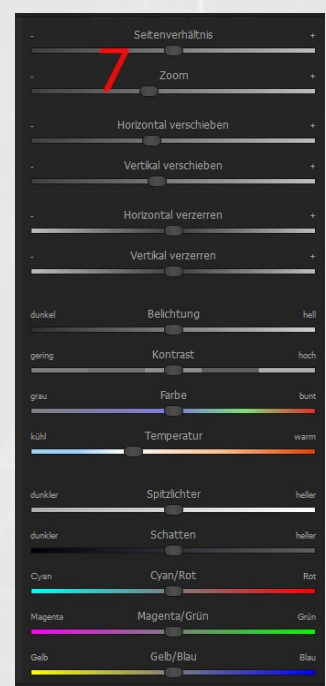 - Seitenverhältnis +
7
- Zoom +
- Horizontal verschieben +
- Vertikal verschieben +
- Horizontal verzerren +
- Vertikal verzerren +
dunkel Belichtung hell
gering Kontrast hoch
grau Farbe bunt
kühl Temperatur warm
dunkler Spitzlichter heller
dunkler Schatten heller
Cyan Cyan/Rot Rot
Magenta Magenta/Grün Grün
Gelb Gelb/Blau Blau